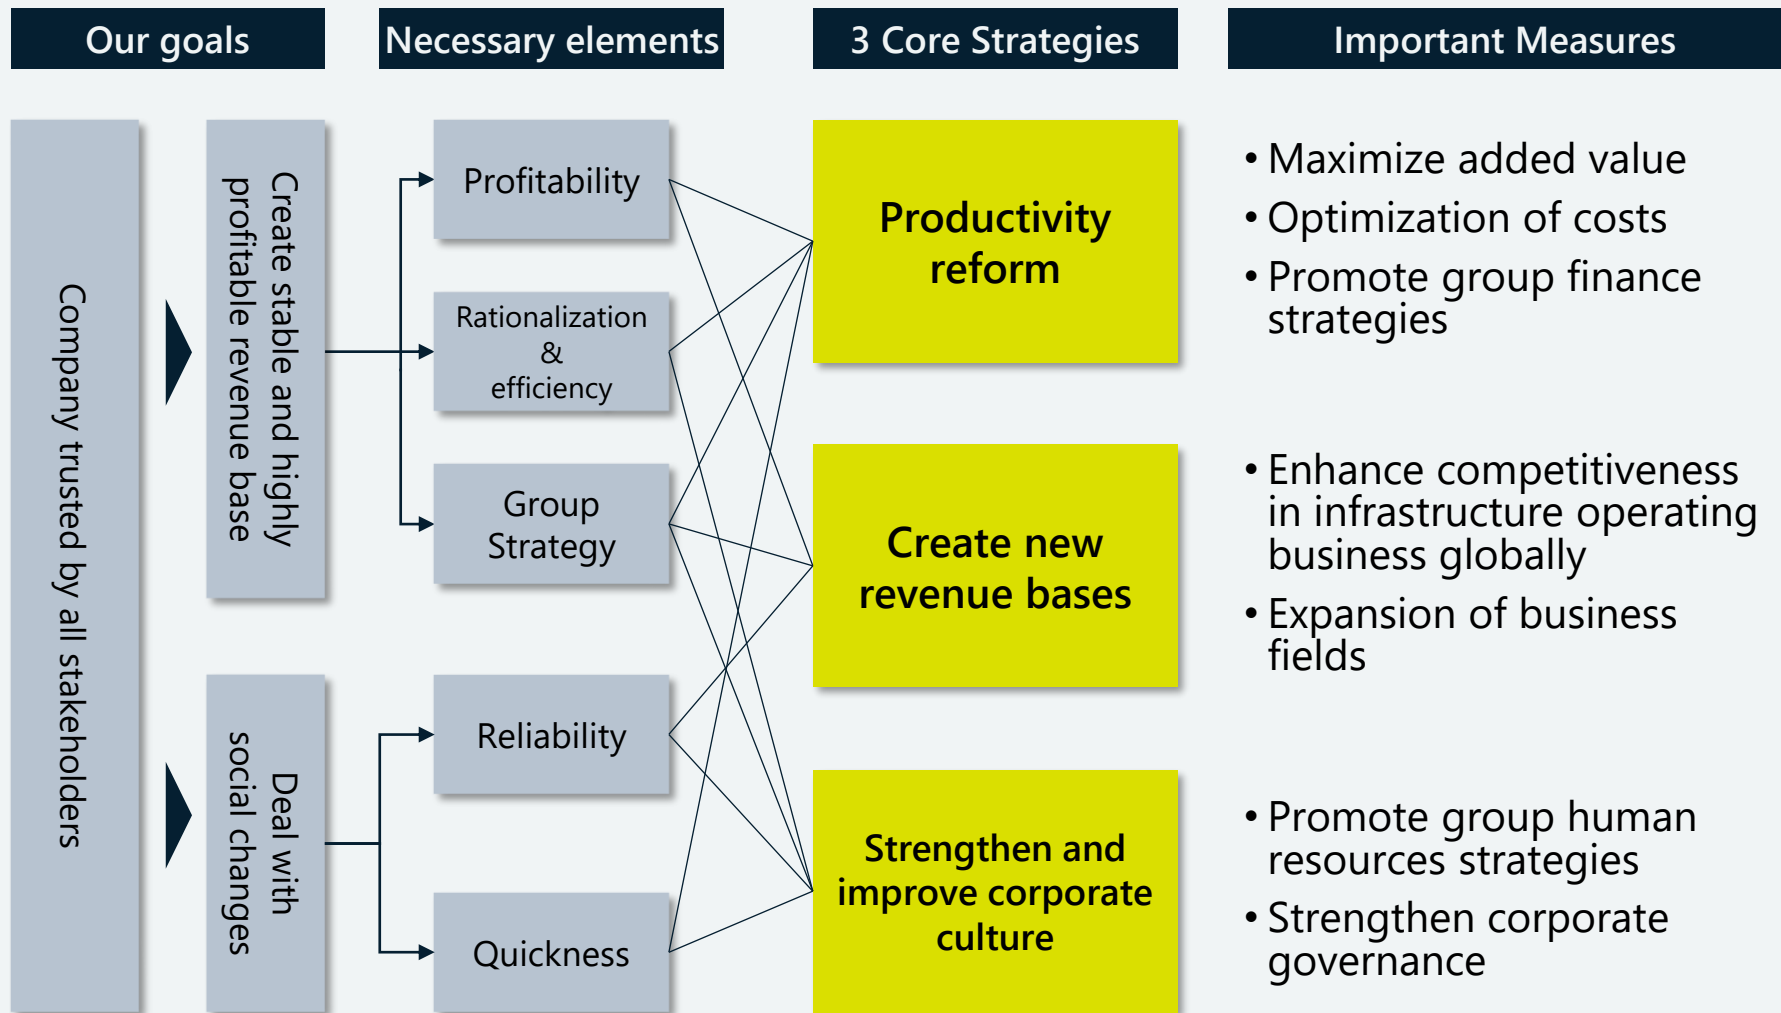 Our goals
Necessary elements
3 Core Strategies
Important Measures
Company trusted by all stakeholders
Create stable and highly
profitable revenue base
Deal with
social changes
Profitability
Rationalization
&
efficiency
Group
Strategy
Reliability
Quickness
Productivity
reform
Create new
revenue bases
Strengthen and
improve corporate
culture
• Maximize added value
• Optimization of costs
• Promote group finance
strategies
• Enhance competitiveness
in infrastructure operating
business globally
• Expansion of business
fields
• Promote group human
resources strategies
• Strengthen corporate
governance